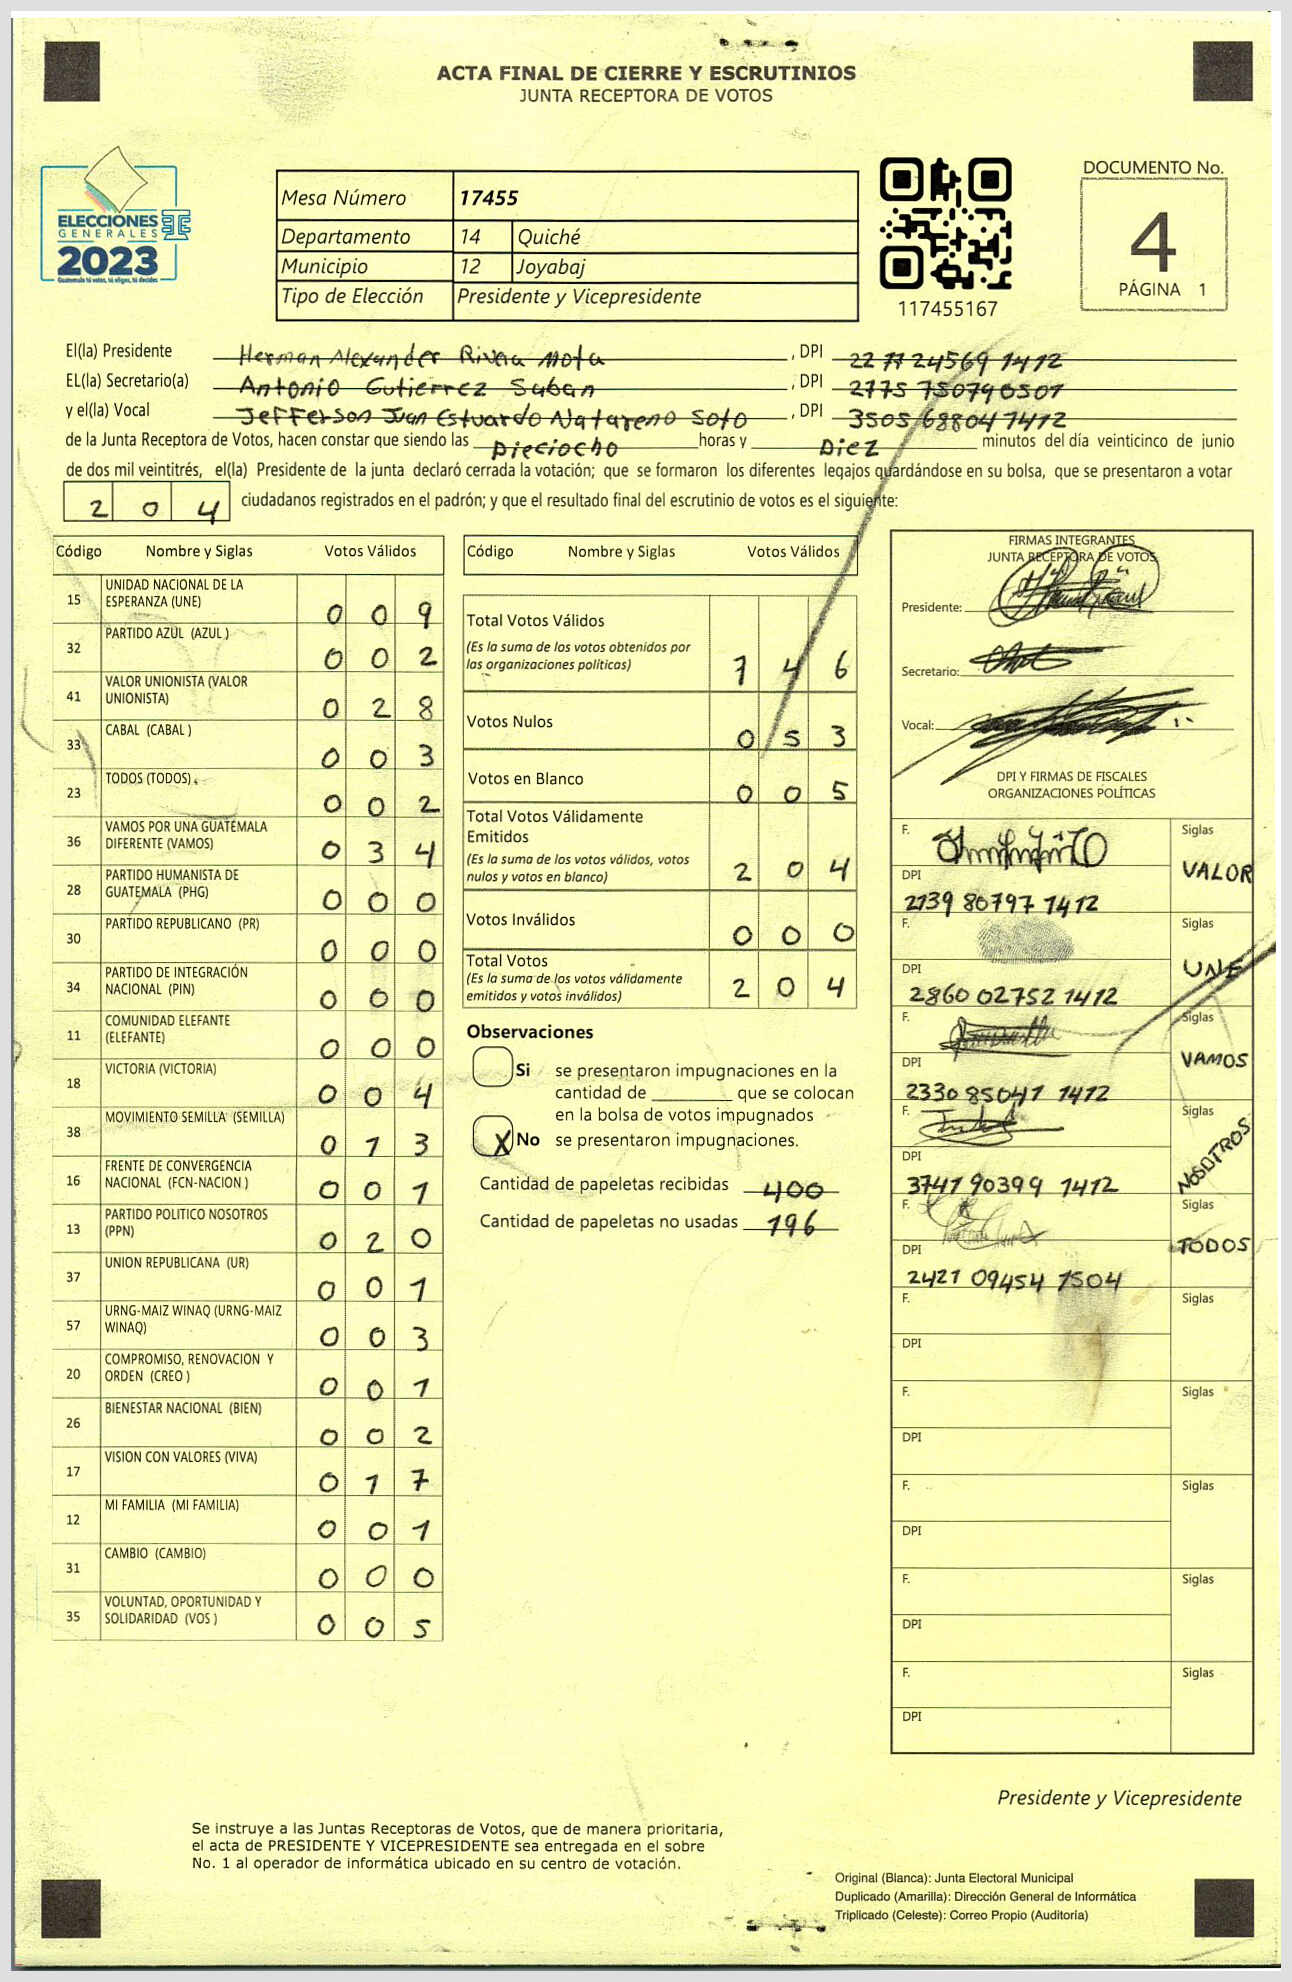 ACTA FINAL DE CIERRE Y ESCRUTINIOS
JUNTA RECEPTORA DE VOTOS
ELECCIONES
GENERALES
2023
Guatemala tú votas, tú eliges, tú decides
Mesa Número 17455
Departamento 14 Quiché
Municipio 12 Joyabaj
Tipo de Elección Presidente y Vicepresidente
117455167
DOCUMENTO No.
4
PÁGINA 1
El(la) Presidente Herman Alexander Rivera Mota, DPI 22 11 24569 1412
EL(la) Secretario(a) Antonio Gutierrez Suban, DPI 2775 750790501
y el(la) Vocal Jefferson Juan Estuardo Natareno Soto, DPI 3505 68804 1412
de la Junta Receptora de Votos, hacen constar que siendo las Dieciocho horas y Diez minutos del día veinticinco de junio
de dos mil veintitrés, el(la) Presidente de la junta declaró cerrada la votación; que se formaron los diferentes legajos guardándose en su bolsa, que se presentaron a votar
2 0 4 ciudadanos registrados en el padrón; y que el resultado final del escrutinio de votos es el siguiente:
Código Nombre y Siglas Votos Válidos
15 UNIDAD NACIONAL DE LA
ESPERANZA (UNE) 0 0 9
32 PARTIDO AZUL (AZUL ) 0 0 2
41 VALOR UNIONISTA (VALOR
UNIONISTA) 0 2 8
33 CABAL (CABAL ) 0 0 3
23 TODOS (TODOS) 0 0 2
36 VAMOS POR UNA GUATEMALA
DIFERENTE (VAMOS) 0 3 4
28 PARTIDO HUMANISTA DE
GUATEMALA (PHG) 0 0 0
30 PARTIDO REPUBLICANO (PR) 0 0 0
34 PARTIDO DE INTEGRACIÓN
NACIONAL (PIN) 0 0 0
11 COMUNIDAD ELEFANTE
(ELEFANTE) 0 0 0
18 VICTORIA (VICTORIA) 0 0 4
38 MOVIMIENTO SEMILLA (SEMILLA) 0 1 3
16 FRENTE DE CONVERGENCIA
NACIONAL (FCN-NACION ) 0 0 1
13 PARTIDO POLITICO NOSOTROS
(PPN) 0 2 0
37 UNION REPUBLICANA (UR) 0 0 1
57 URNG-MAIZ WINAQ (URNG-MAIZ
WINAQ) 0 0 3
20 COMPROMISO, RENOVACION Y
ORDEN (CREO ) 0 0 1
26 BIENESTAR NACIONAL (BIEN) 0 0 2
17 VISION CON VALORES (VIVA) 0 1 7
12 MI FAMILIA (MI FAMILIA) 0 0 1
31 CAMBIO (CAMBIO) 0 0 0
35 VOLUNTAD, OPORTUNIDAD Y
SOLIDARIDAD (VOS ) 0 0 5
Código Nombre y Siglas Votos Válidos
Total Votos Válidos
(Es la suma de los votos obtenidos por
las organizaciones políticas) 1 4 6
Votos Nulos 0 5 3
Votos en Blanco 0 0 5
Total Votos Válidamente
Emitidos
(Es la suma de los votos válidos, votos
nulos y votos en blanco) 2 0 4
Votos Inválidos 0 0 0
Total Votos
(Es la suma de los votos válidamente
emitidos y votos inválidos) 2 0 4
Observaciones
Si se presentaron impugnaciones en la
cantidad de ________ que se colocan
en la bolsa de votos impugnados
X No se presentaron impugnaciones.
Cantidad de papeletas recibidas 400
Cantidad de papeletas no usadas 196
FIRMAS INTEGRANTES
JUNTA RECEPTORA DE VOTOS
Presidente:
Secretario:
Vocal:
DPI Y FIRMAS DE FISCALES
ORGANIZACIONES POLÍTICAS
F. Siglas
VALOR
DPI
2139 80797 1412
F. Siglas
UNE
DPI
2860 02752 1412
F. Siglas
VAMOS
DPI
2330 85041 1412
F. Siglas
NOSOTROS
DPI
3741 90399 1412
F. Siglas
TODOS
DPI
2421 09454 1504
F. Siglas
DPI
F. Siglas
DPI
F. Siglas
DPI
F. Siglas
DPI
F. Siglas
DPI
Presidente y Vicepresidente
Se instruye a las Juntas Receptoras de Votos, que de manera prioritaria,
el acta de PRESIDENTE Y VICEPRESIDENTE sea entregada en el sobre
No. 1 al operador de informática ubicado en su centro de votación.
Original (Blanca): Junta Electoral Municipal
Duplicado (Amarilla): Dirección General de Informática
Triplicado (Celeste): Correo Propio (Auditoría)